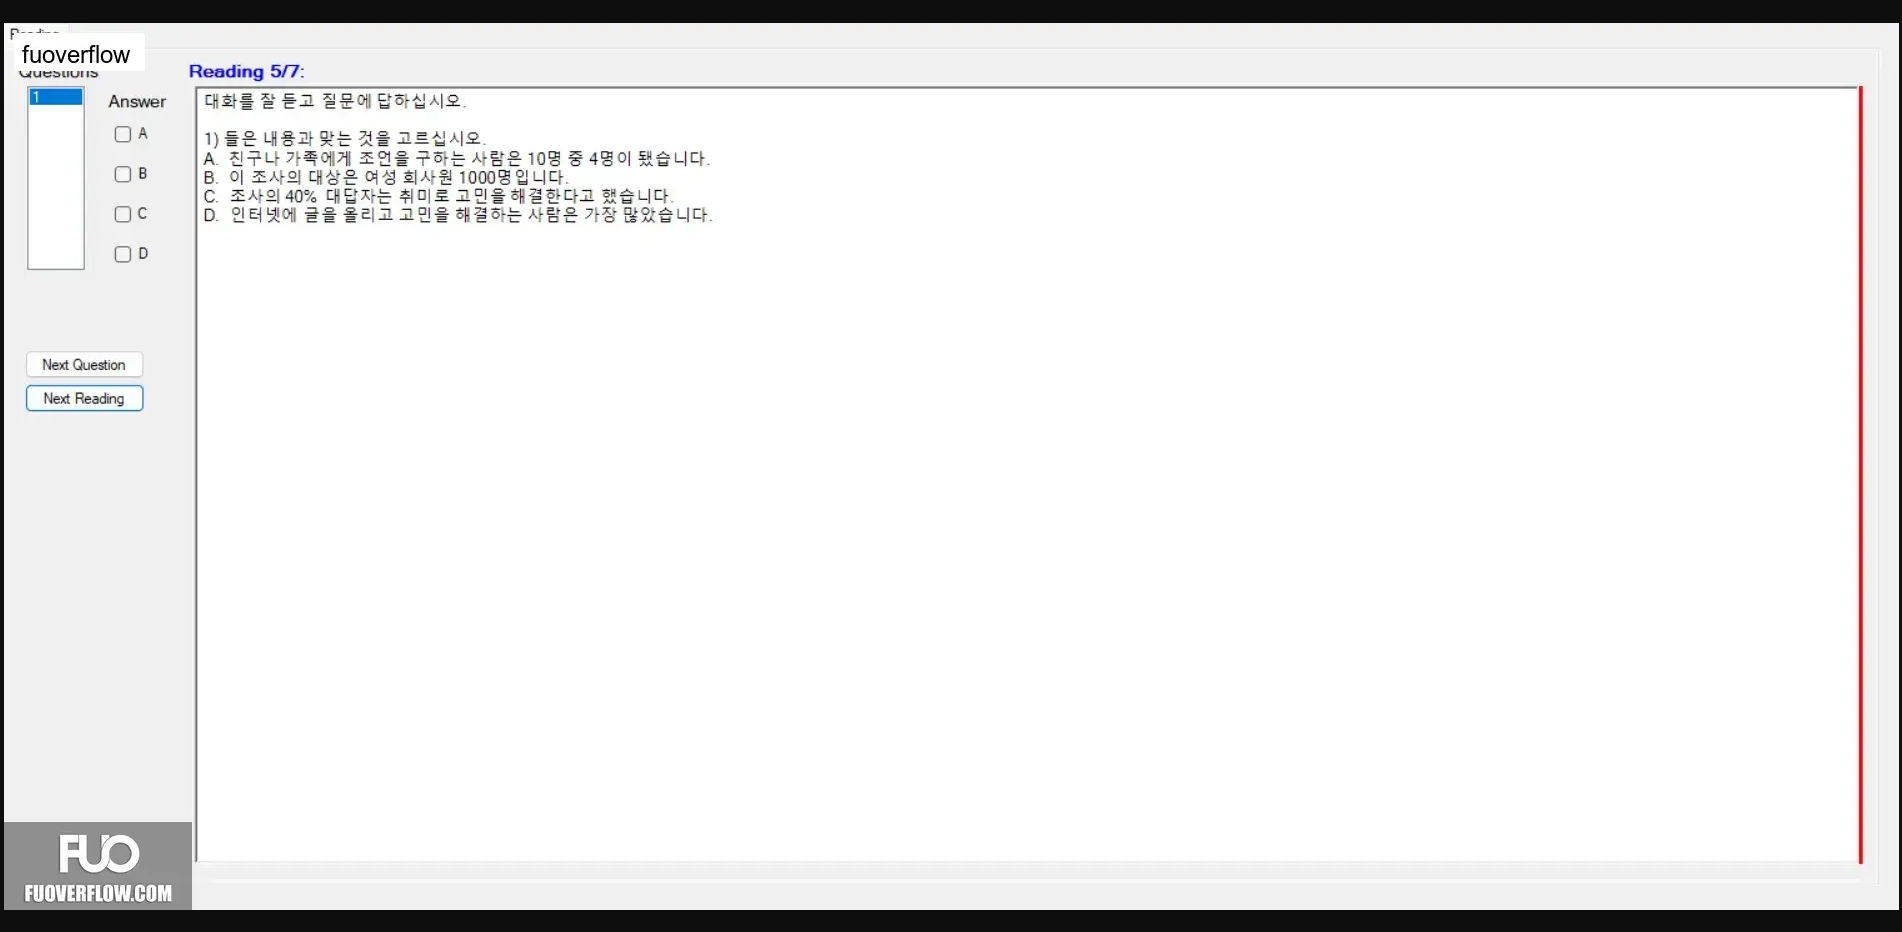 fuoverflow
Questions
Reading 5/7:
1
Answer
A
B
C
D
Next Question
Next Reading
대화를 잘 듣고 질문에 답하십시오.
1) 들은 내용과 맞는 것을 고르십시오.
A. 친구나 가족에게 조언을 구하는 사람은 10명 중 4명이 됐습니다.
B. 이 조사의 대상은 여성 회사원 1000명입니다.
C. 조사의 40% 대답자는 취미로 고민을 해결한다고 했습니다.
D. 인터넷에 글을 올리고 고민을 해결하는 사람은 가장 많았습니다.
FUO
FUOVERFLOW.COM